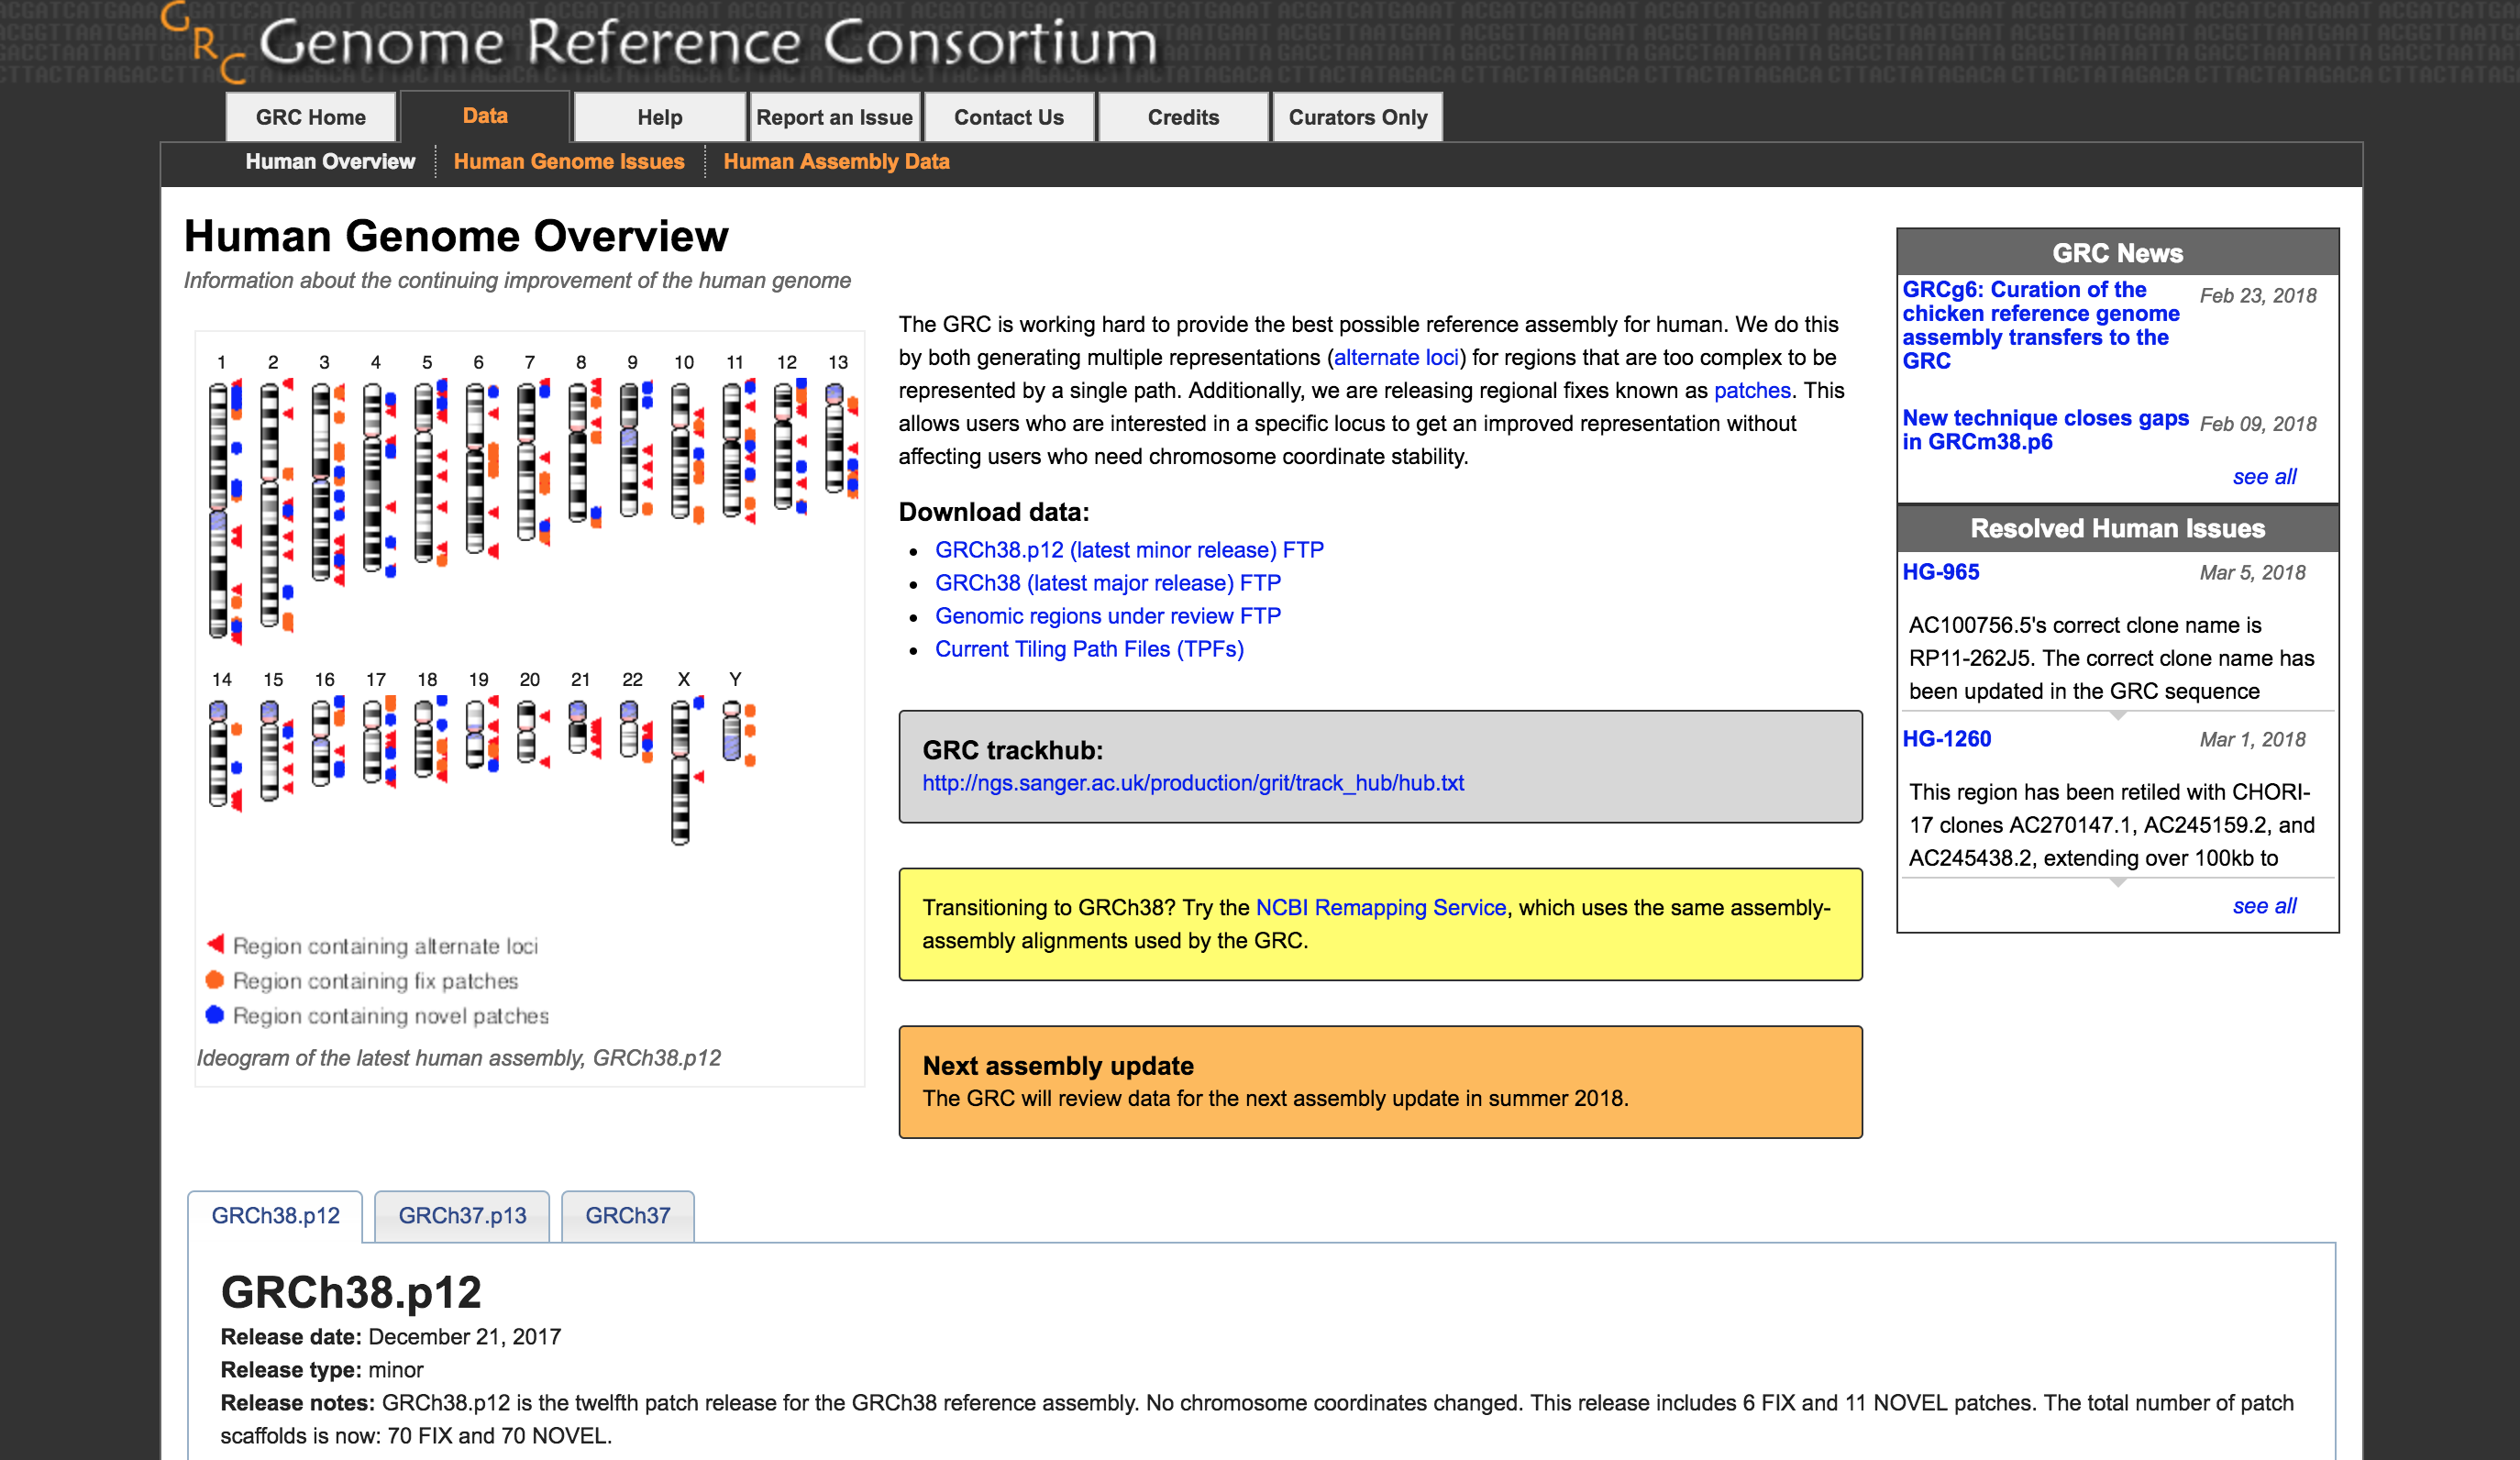 GRC Genome Reference Consortium
GRC Home
Data
Help
Report an Issue
Contact Us
Credits
Curators Only
Human Overview
Human Genome Issues
Human Assembly Data
Human Genome Overview
Information about the continuing improvement of the human genome
1 2 3 4 5 6 7 8 9 10 11 12 13
14 15 16 17 18 19 20 21 22 X Y
Region containing alternate loci
Region containing fix patches
Region containing novel patches
Ideogram of the latest human assembly, GRCh38.p12
The GRC is working hard to provide the best possible reference assembly for human. We do this
by both generating multiple representations (alternate loci) for regions that are too complex to be
represented by a single path. Additionally, we are releasing regional fixes known as patches. This
allows users who are interested in a specific locus to get an improved representation without
affecting users who need chromosome coordinate stability.
Download data:
• GRCh38.p12 (latest minor release) FTP
• GRCh38 (latest major release) FTP
• Genomic regions under review FTP
• Current Tiling Path Files (TPFs)
GRC trackhub:
http://ngs.sanger.ac.uk/production/grit/track_hub/hub.txt
Transitioning to GRCh38? Try the NCBI Remapping Service, which uses the same assembly-
assembly alignments used by the GRC.
Next assembly update
The GRC will review data for the next assembly update in summer 2018.
GRC News
GRCg6: Curation of the Feb 23, 2018
chicken reference genome
assembly transfers to the
GRC
New technique closes gaps Feb 09, 2018
in GRCm38.p6
see all
Resolved Human Issues
HG-965 Mar 5, 2018
AC100756.5's correct clone name is
RP11-262J5. The correct clone name has
been updated in the GRC sequence
HG-1260 Mar 1, 2018
This region has been retiled with CHORI-
17 clones AC270147.1, AC245159.2, and
AC245438.2, extending over 100kb to
see all
GRCh38.p12
GRCh37.p13
GRCh37
GRCh38.p12
Release date: December 21, 2017
Release type: minor
Release notes: GRCh38.p12 is the twelfth patch release for the GRCh38 reference assembly. No chromosome coordinates changed. This release includes 6 FIX and 11 NOVEL patches. The total number of patch
scaffolds is now: 70 FIX and 70 NOVEL.